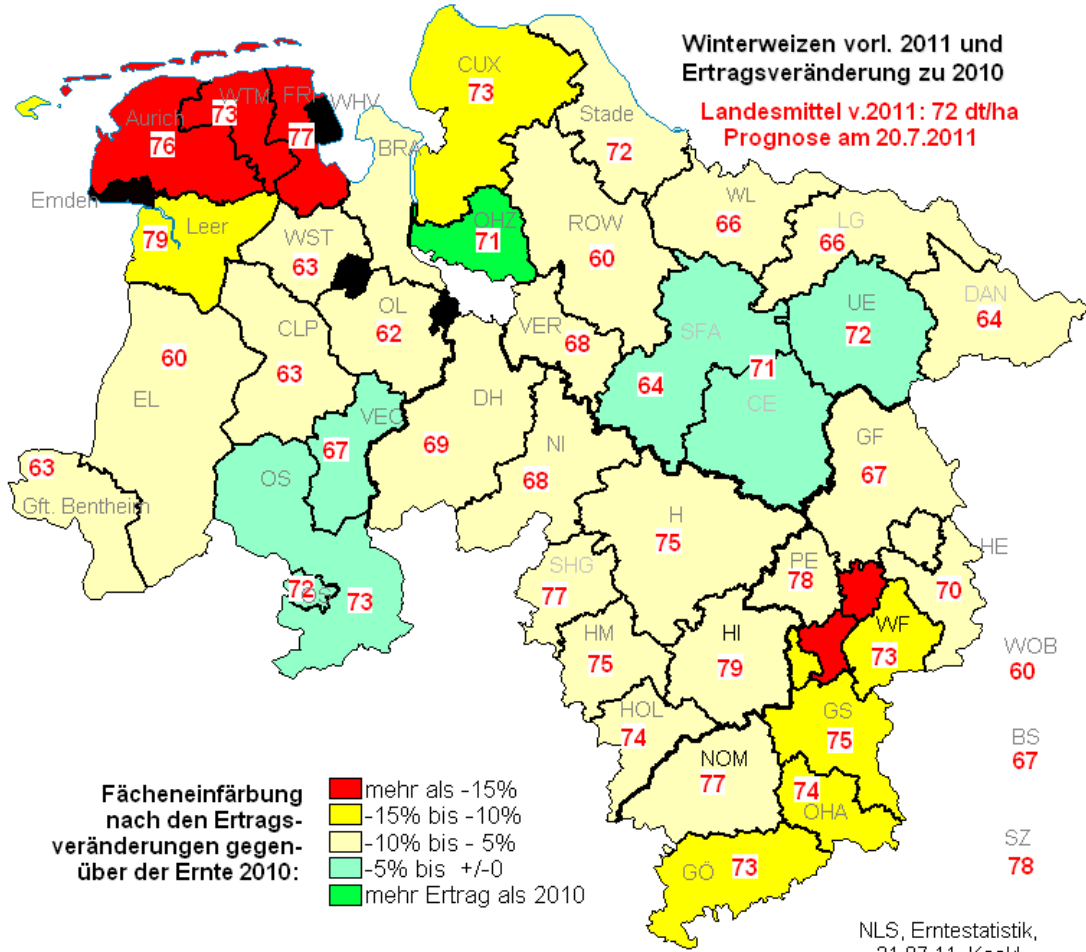 Winterweizen vorl. 2011 und
Ertragsveränderung zu 2010
Landesmittel v.2011: 72 dt/ha
Prognose am 20.7.2011
CUX
73
WTM
73
FRI
77
WHV
Aurich
76
Stade
72
BRA
Emden
Leer
79
OHZ
71
WST
63
ROW
60
WL
66
LG
66
UE
72
DAN
64
OL
62
CLP
63
VER
68
SFA
64
71
CE
EL
60
VEC
67
DH
69
NI
68
GF
67
63
Gft. Bentheim
OS
73
72
OS
H
75
SHG
77
PE
78
HE
70
HM
75
HI
79
WF
73
WOB
60
HOL
74
GS
75
BS
67
NOM
77
74
OHA
SZ
78
GÖ
73
Fächeneinfärbung
nach den Ertrags-
veränderungen gegen-
über der Ernte 2010:
mehr als -15%
-15% bis -10%
-10% bis - 5%
-5% bis +/-0
mehr Ertrag als 2010
NLS, Erntestatistik,